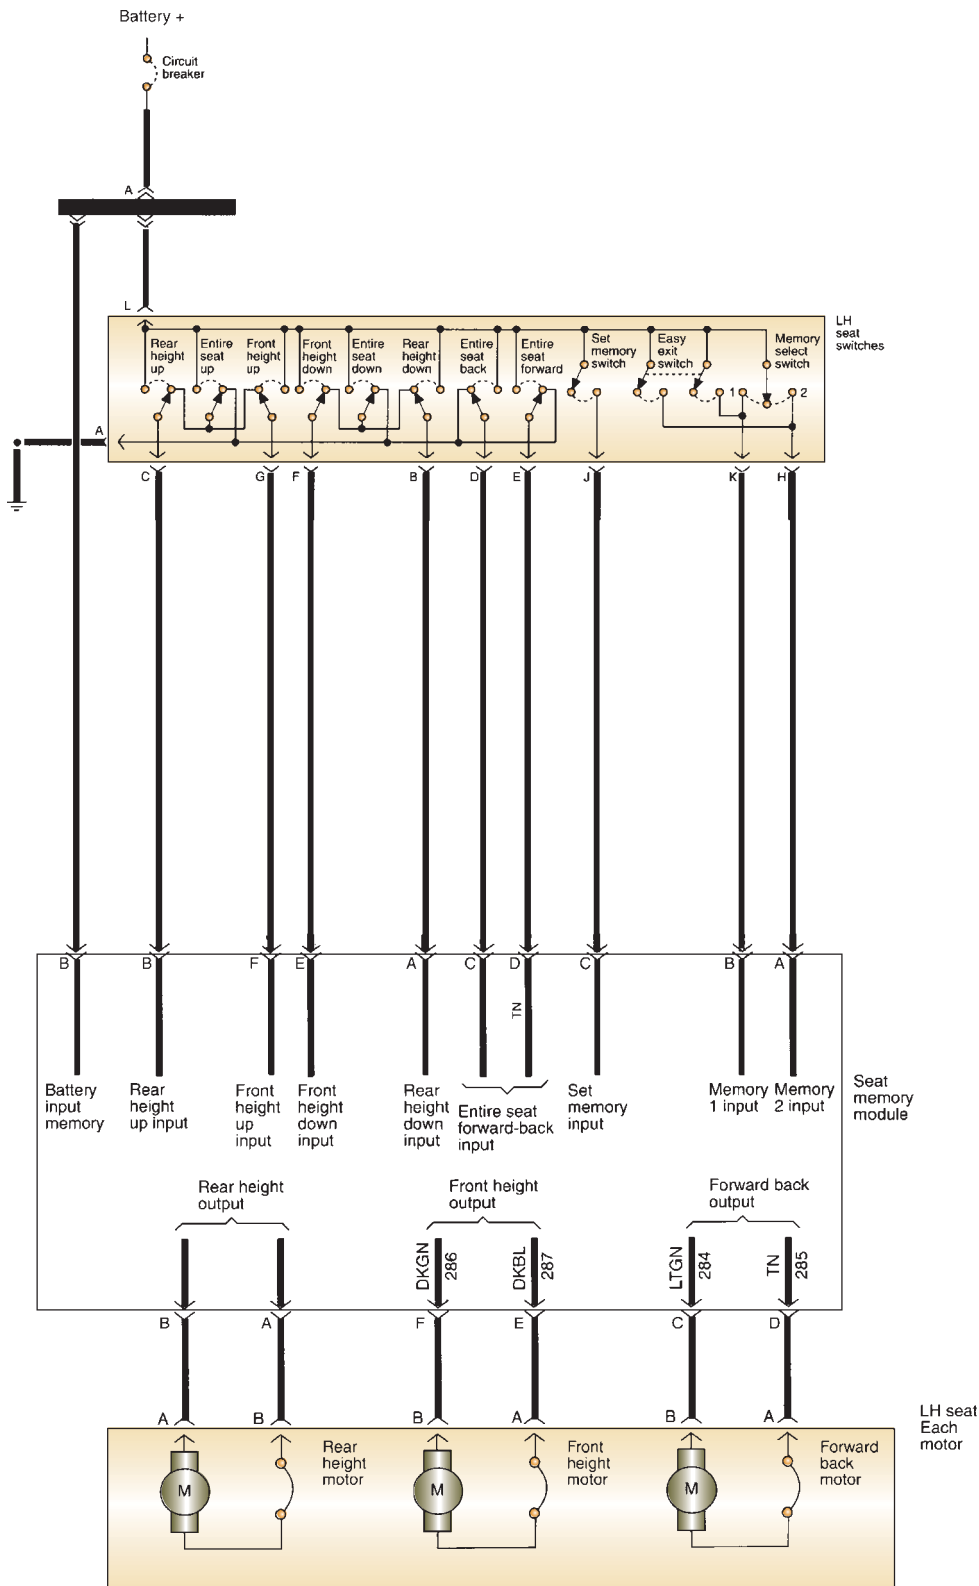 Battery +
Circuit
breaker
A
L
LH
seat
switches
Rear
height
up
Entire
seat
up
Front
height
up
Front
height
down
Entire
seat
down
Rear
height
down
Entire
seat
back
Entire
seat
forward
Set
memory
switch
Easy
exit
switch
Memory
select
switch
1
2
A
C
G
F
B
D
E
J
K
H
B
B
F
E
A
C
D
C
B
A
TN
Battery
input
memory
Rear
height
up input
Front
height
up
input
Front
height
down
input
Rear
height
down
input
Entire seat
forward-back
input
Set
memory
input
Memory
1 input
Memory
2 input
Seat
memory
module
Rear height
output
Front height
output
Forward back
output
DKGN
286
DKBL
287
LTGN
284
TN
285
B
A
F
E
C
D
A
B
B
A
B
A
LH seat
Each
motor
M
Rear
height
motor
M
Front
height
motor
M
Forward
back
motor